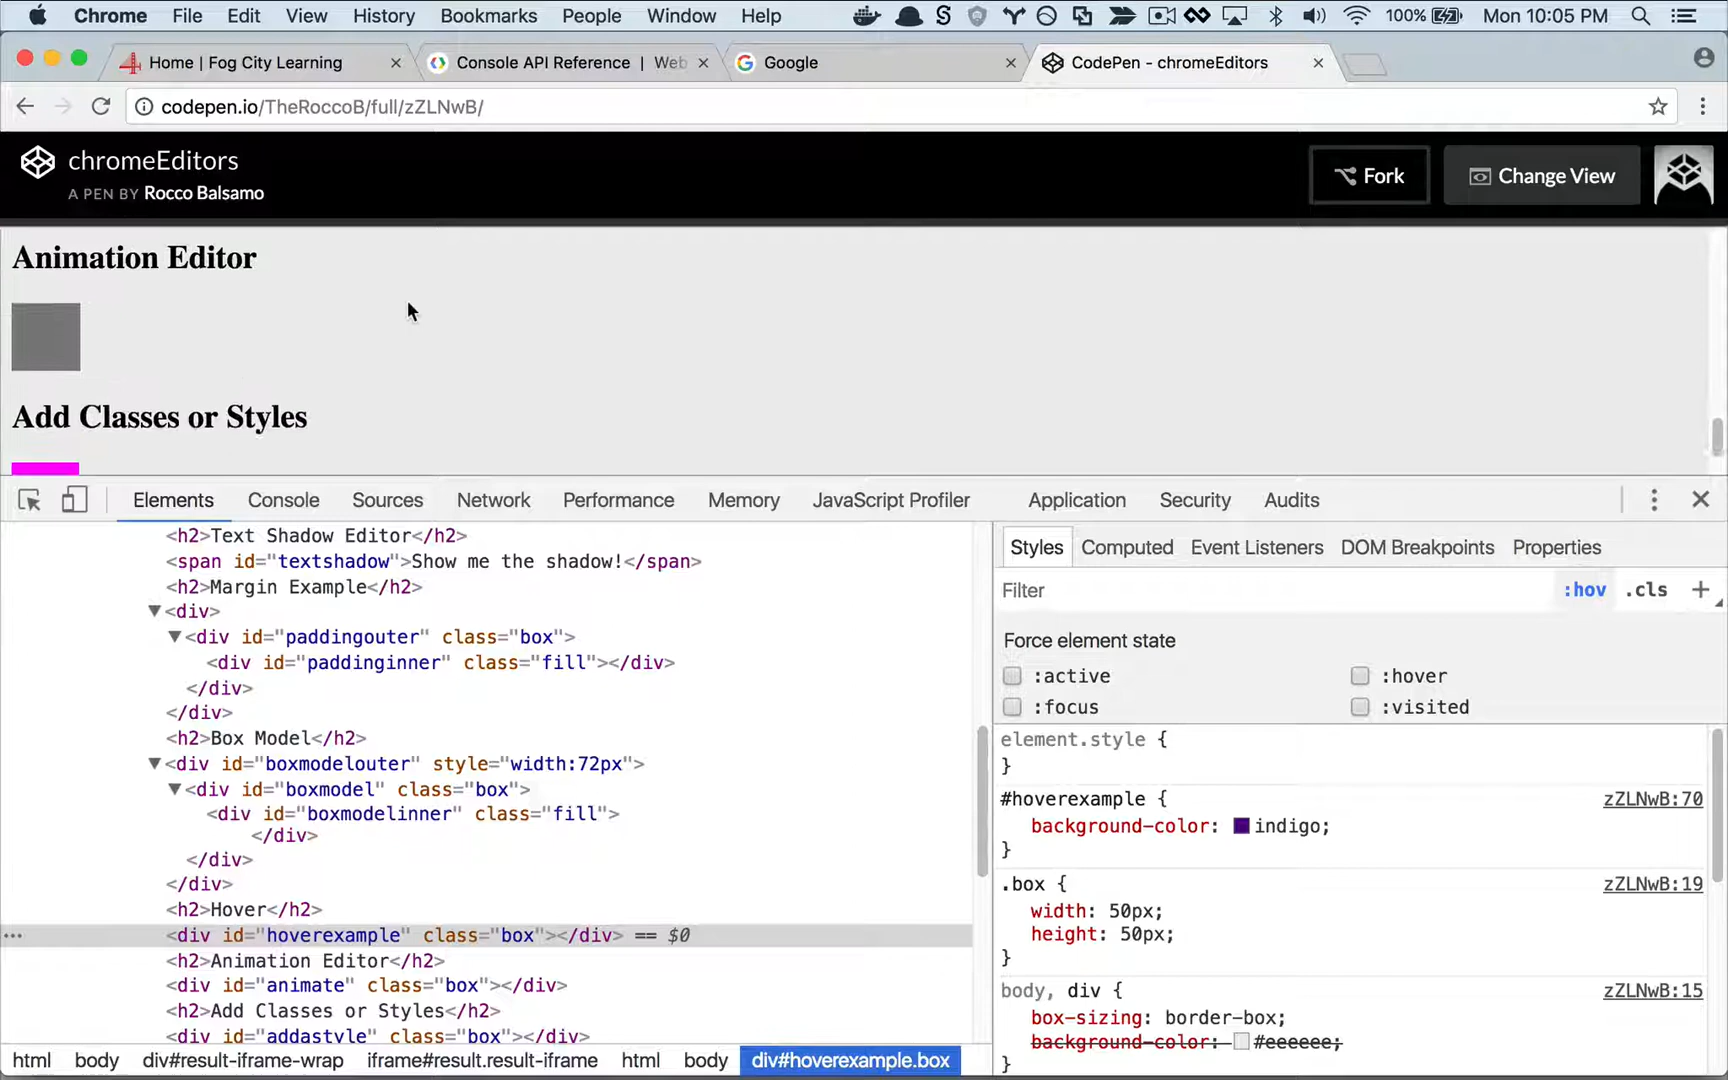 Chrome File Edit View History Bookmarks People Window Help 100% Mon 10:05 PM
Home | Fog City Learning × Console API Reference | Web × Google × CodePen - chromeEditors ×
codepen.io/TheRoccoB/full/zZLNwB/
chromeEditors
A PEN BY Rocco Balsamo
Fork Change View
Animation Editor
Add Classes or Styles
Elements Console Sources Network Performance Memory JavaScript Profiler Application Security Audits
<h2>Text Shadow Editor</h2>
<span id="textshadow">Show me the shadow!</span>
<h2>Margin Example</h2>
<div>
<div id="paddingouter" class="box">
<div id="paddinginner" class="fill"></div>
</div>
</div>
<h2>Box Model</h2>
<div id="boxmodelouter" style="width:72px">
<div id="boxmodel" class="box">
<div id="boxmodelinner" class="fill">
</div>
</div>
</div>
<h2>Hover</h2>
<div id="hoverexample" class="box"></div> == $0
<h2>Animation Editor</h2>
<div id="animate" class="box"></div>
<h2>Add Classes or Styles</h2>
<div id="addastyle" class="box"></div>
html body div#result-iframe-wrap iframe#result.result-iframe html body div#hoverexample.box
Styles Computed Event Listeners DOM Breakpoints Properties
Filter :hov .cls +
Force element state
:active :hover
:focus :visited
element.style {
}
#hoverexample { zZLNwB:70
background-color: indigo;
}
.box { zZLNwB:19
width: 50px;
height: 50px;
}
body, div { zZLNwB:15
box-sizing: border-box;
background-color: #eeeeee;
}